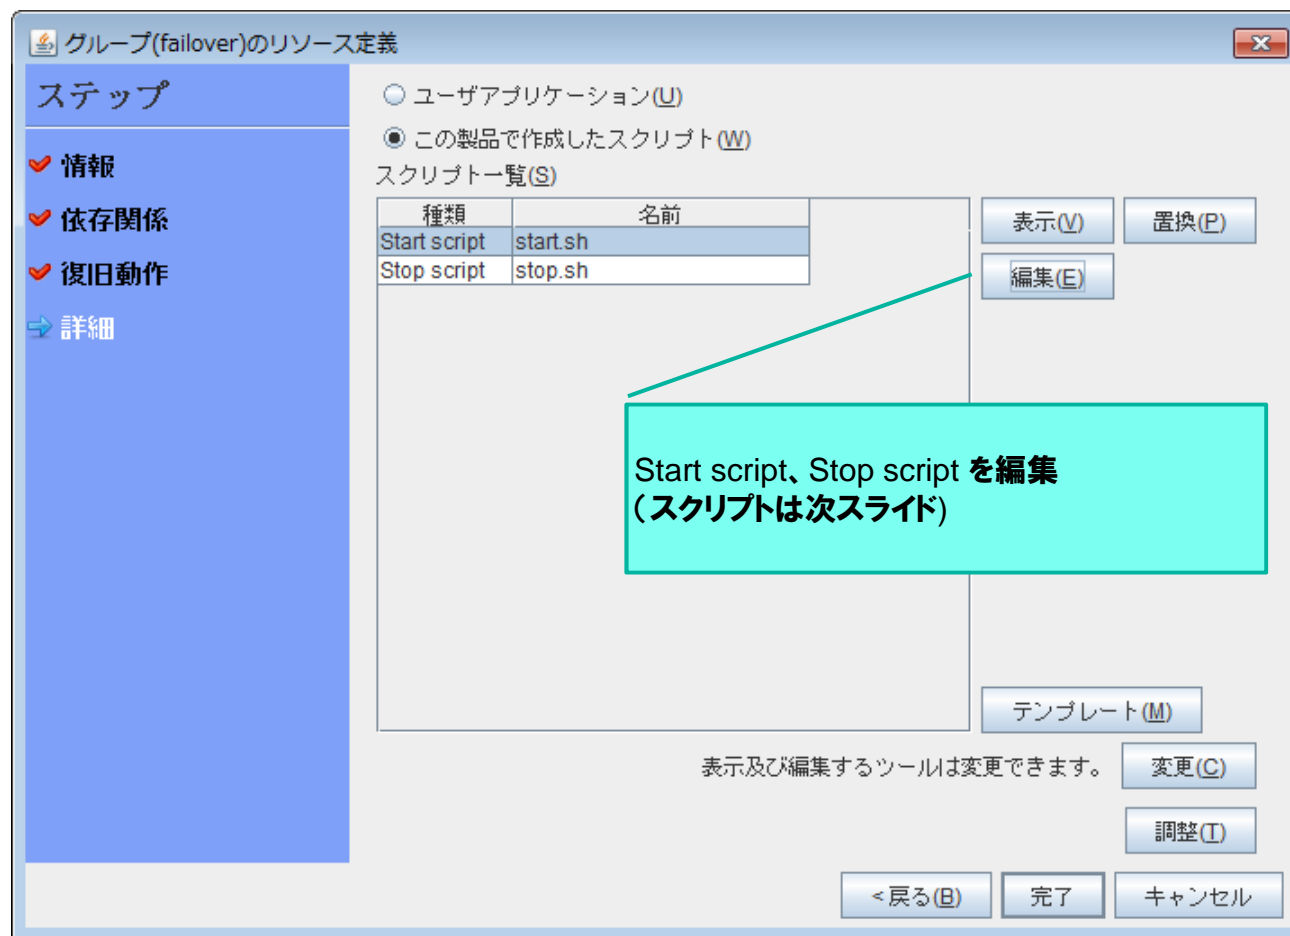 グループ(failover)のリソース定義
ステップ
情報
依存関係
復旧動作
詳細
ユーザアプリケーション(U)
この製品で作成したスクリプト(W)
スクリプト一覧(S)
種類 名前
Start script start.sh
Stop script stop.sh
表示(V) 置換(P)
編集(E)
Start script、Stop script を編集
(スクリプトは次スライド)
テンプレート(M)
表示及び編集するツールは変更できます。 変更(C)
調整(T)
<戻る(B) 完了 キャンセル